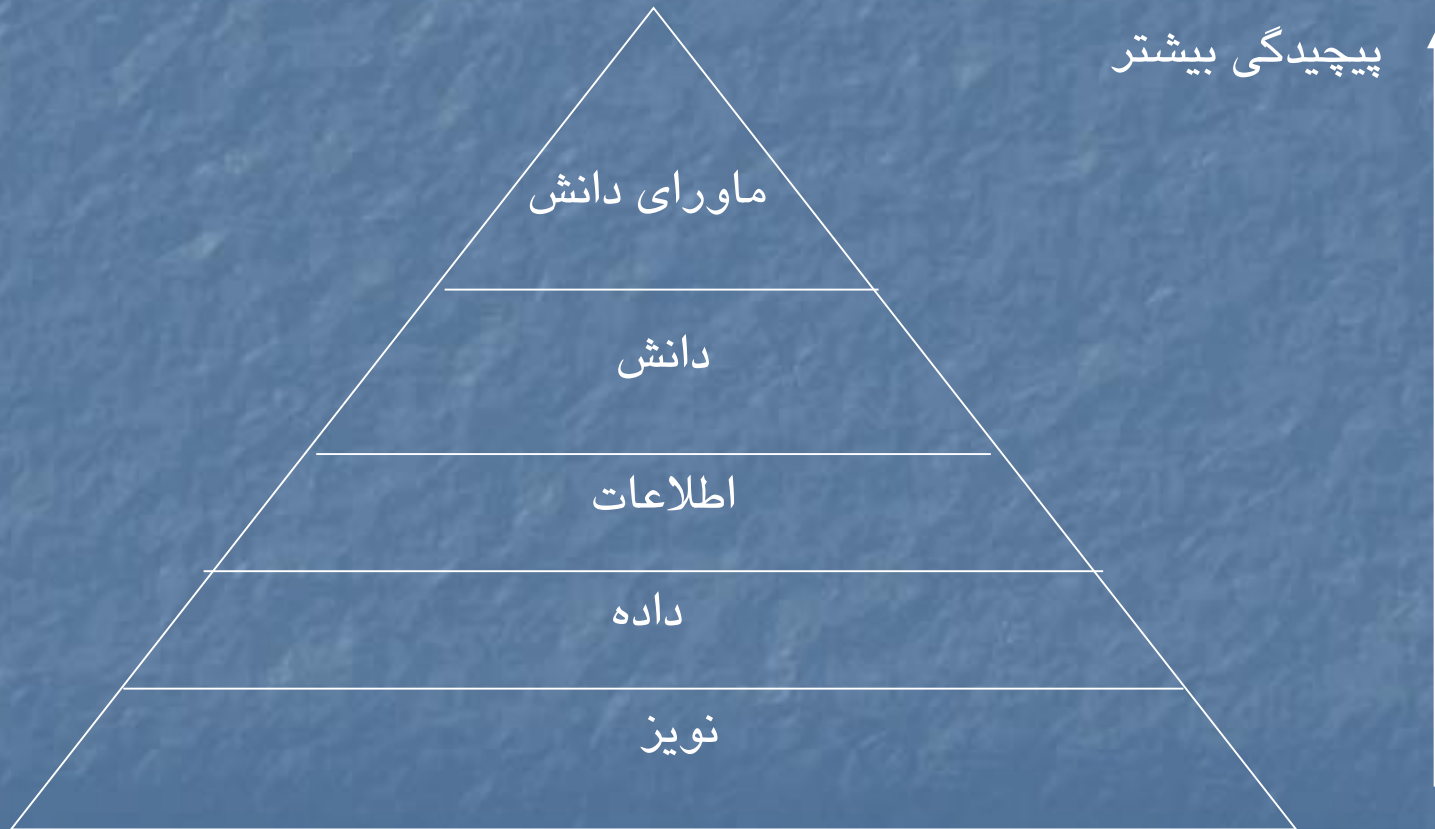 پیچیدگی بیشتر
ماورای دانش
دانش
اطلاعات
داده
نویز